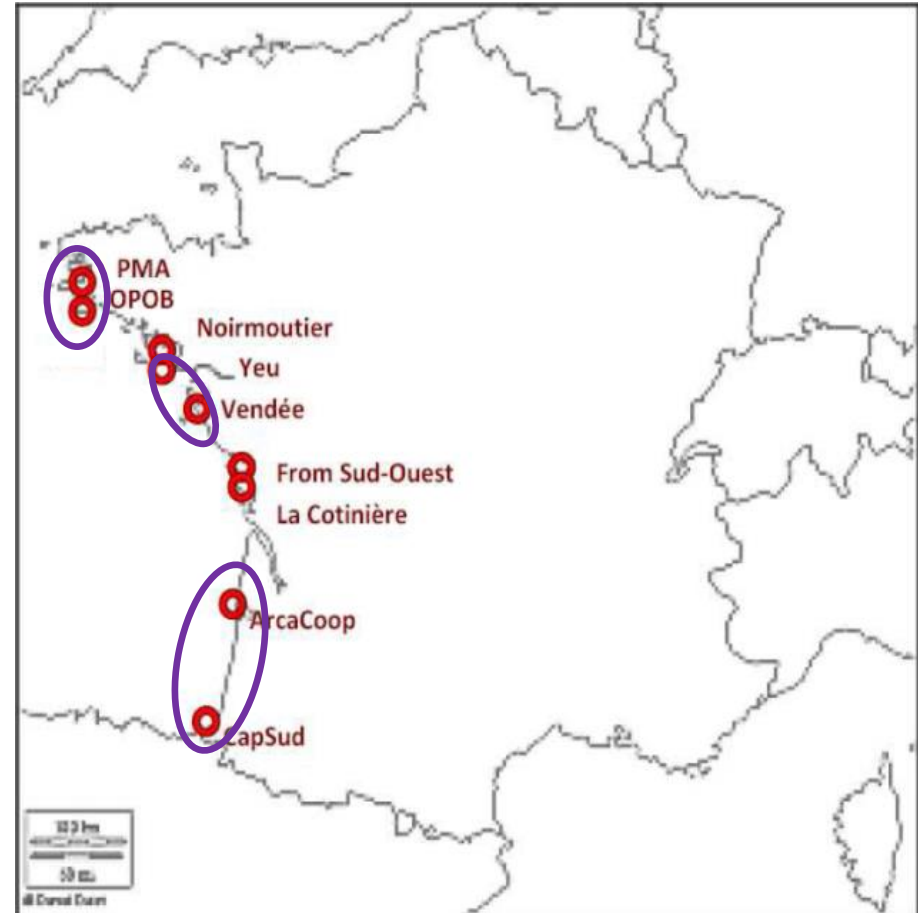 PMA
OPOB
Noirmoutier
Yeu
Vendée
From Sud-Ouest
La Cotinière
ArcaCoop
CapSud